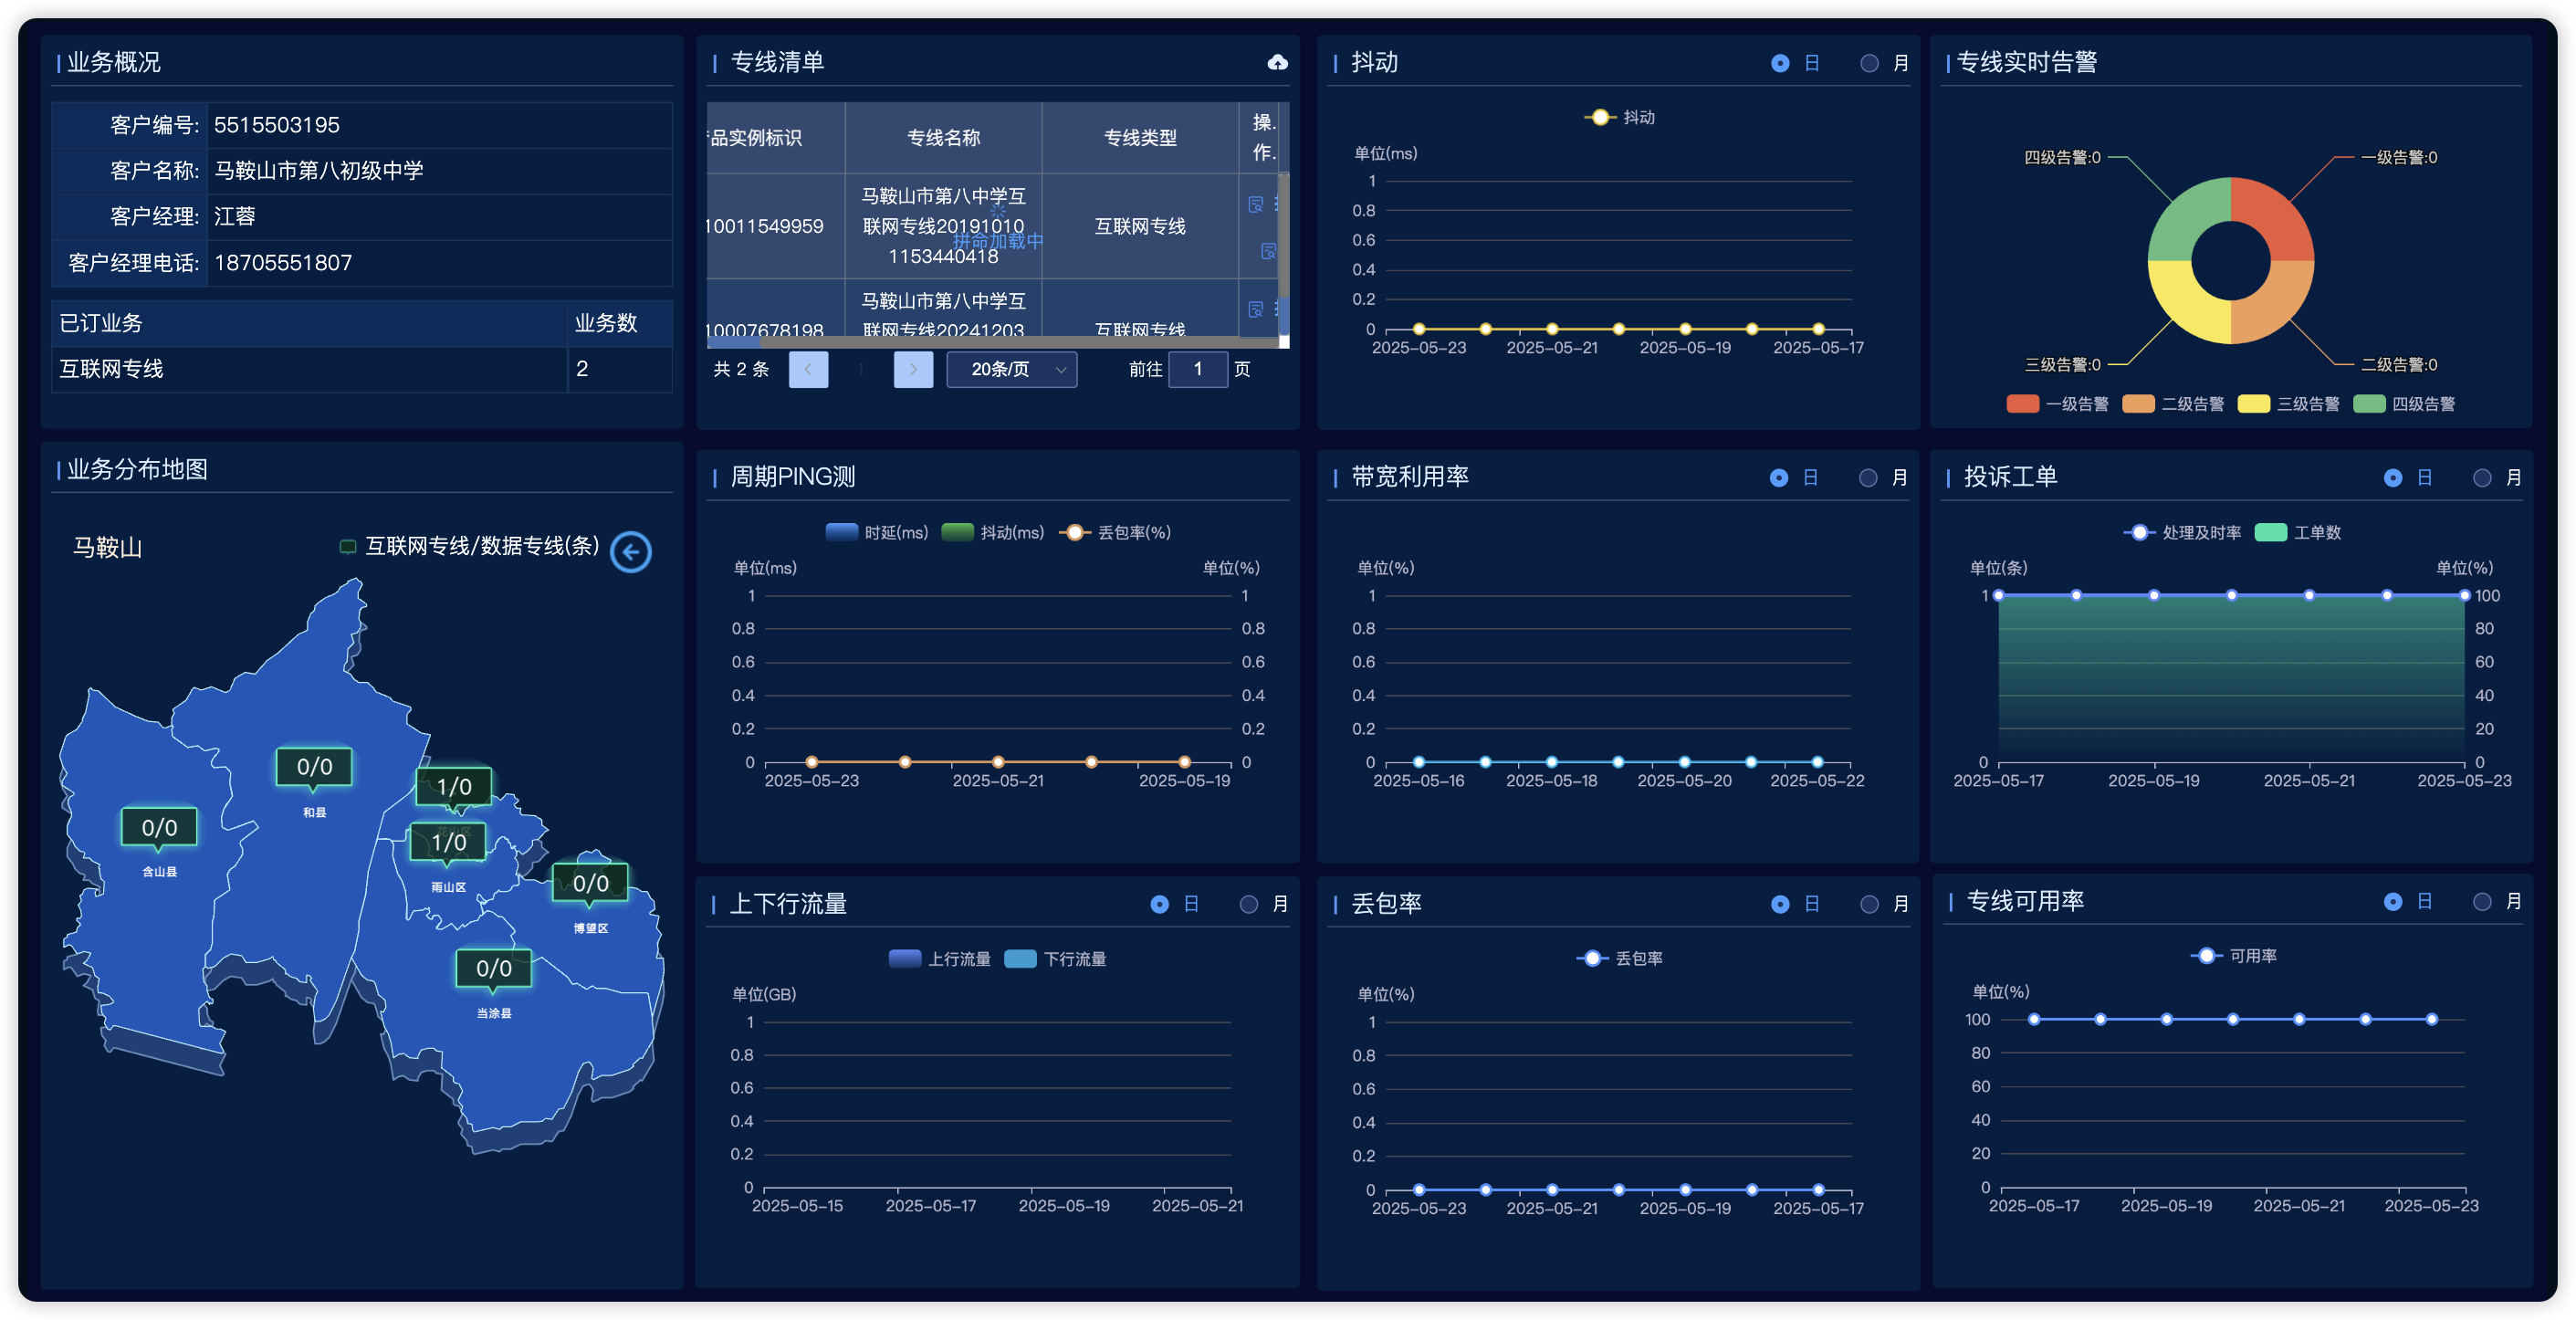 业务概况
客户编号: 5515503195
客户名称: 马鞍山市第八初级中学
客户经理: 江蓉
客户经理电话: 18705551807
已订业务 业务数
互联网专线 2
专线清单
品实例标识 专线名称 专线类型 操.
作.
10011549959 马鞍山市第八中学互
联网专线20191010
1153440418 互联网专线
拼命加载中
10007678198 马鞍山市第八中学互
联网专线20241203 互联网专线
共 2 条 1 20条/页 前往 1 页
抖动 日 月
抖动
单位(ms)
1
0.8
0.6
0.4
0.2
0
2025-05-23 2025-05-21 2025-05-19 2025-05-17
专线实时告警
四级告警:0 一级告警:0
三级告警:0 二级告警:0
一级告警 二级告警 三级告警 四级告警
业务分布地图
马鞍山 互联网专线/数据专线(条)
0/0
和县
1/0
0/0
含山县
1/0
雨山区
0/0
博望区
0/0
当涂县
周期PING测
时延(ms) 抖动(ms) 丢包率(%)
单位(ms) 单位(%)
1 1
0.8 0.8
0.6 0.6
0.4 0.4
0.2 0.2
0 0
2025-05-23 2025-05-21 2025-05-19
带宽利用率 日 月
单位(%)
1
0.8
0.6
0.4
0.2
0
2025-05-16 2025-05-18 2025-05-20 2025-05-22
投诉工单 日 月
处理及时率 工单数
单位(条) 单位(%)
1 100
80
60
40
20
0 0
2025-05-17 2025-05-19 2025-05-21 2025-05-23
上下行流量 日 月
上行流量 下行流量
单位(GB)
1
0.8
0.6
0.4
0.2
0
2025-05-15 2025-05-17 2025-05-19 2025-05-21
丢包率 日 月
丢包率
单位(%)
1
0.8
0.6
0.4
0.2
0
2025-05-23 2025-05-21 2025-05-19 2025-05-17
专线可用率 日 月
可用率
单位(%)
100
80
60
40
20
0
2025-05-17 2025-05-19 2025-05-21 2025-05-23